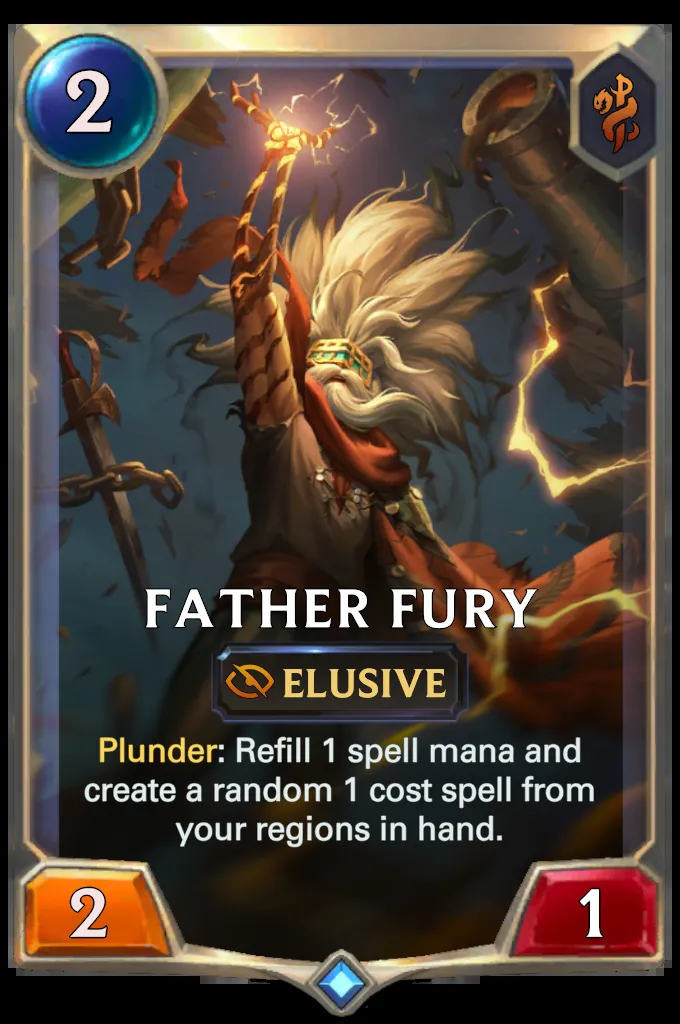 2
FATHER FURY
ELUSIVE
Plunder: Refill 1 spell mana and
create a random 1 cost spell from
your regions in hand.
2
1